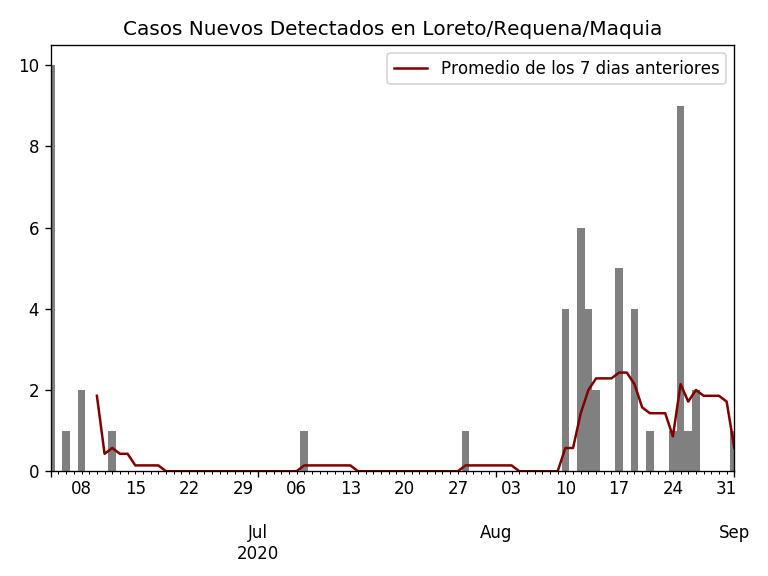 Casos Nuevos Detectados en Loreto/Requena/Maquia
Promedio de los 7 dias anteriores
10
8
6
4
2
0
08 15 22 29 06 13 20 27 03 10 17 24 31
Jul Aug Sep
2020